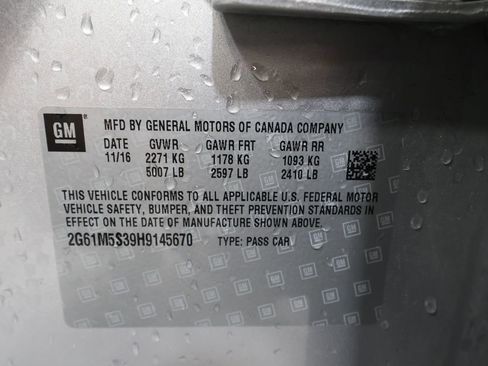 GM
MFD BY GENERAL MOTORS OF CANADA COMPANY
DATE GVWR GAWR FRT GAWR RR
11/16 2271 KG 1178 KG 1093 KG
5007 LB 2597 LB 2410 LB
THIS VEHICLE CONFORMS TO ALL APPLICABLE U.S. FEDERAL MOTOR
VEHICLE SAFETY, BUMPER, AND THEFT PREVENTION STANDARDS IN
EFFECT ON THE DATE OF MANUFACTURE SHOWN ABOVE.
2G61M5S39H9145670 TYPE: PASS CAR